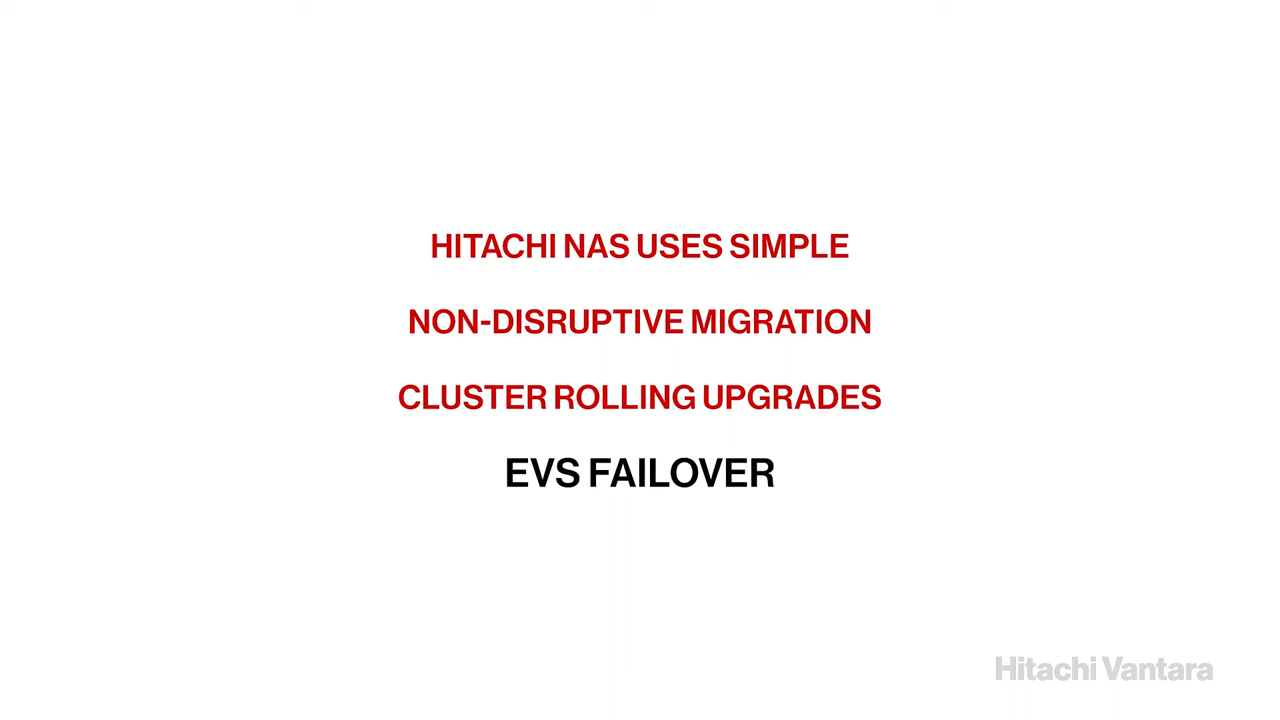 HITACHI NAS USES SIMPLE
NON-DISRUPTIVE MIGRATION
CLUSTER ROLLING UPGRADES
EVS FAILOVER
Hitachi Vantara